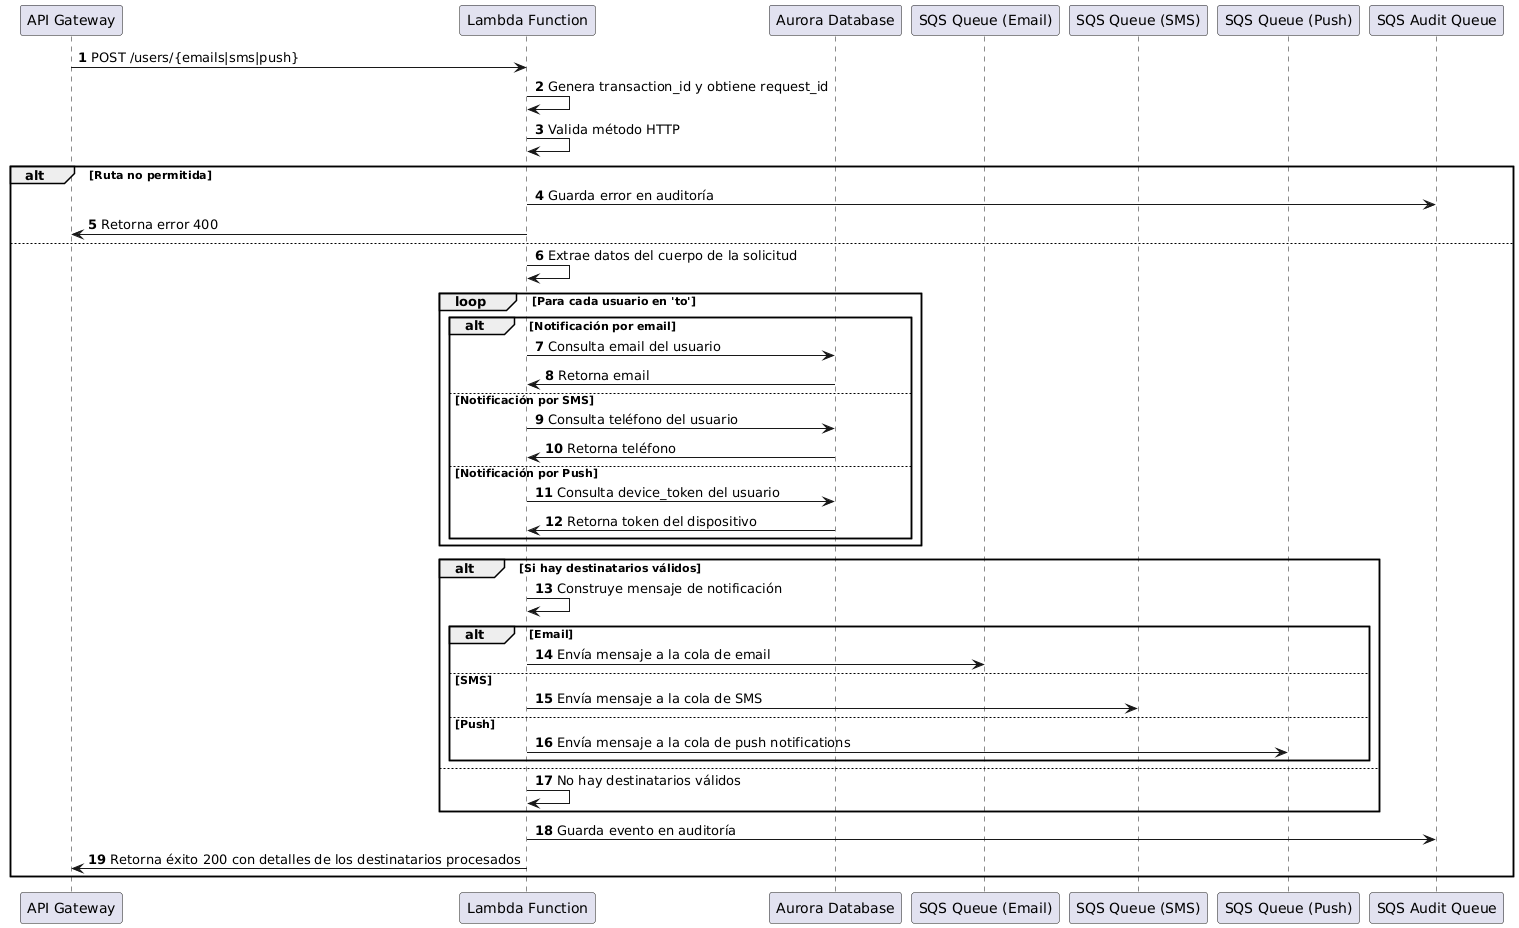 API Gateway
Lambda Function
Aurora Database
SQS Queue (Email)
SQS Queue (SMS)
SQS Queue (Push)
SQS Audit Queue
1 POST /users/{emails|sms|push}
2 Genera transaction_id y obtiene request_id
3 Valida método HTTP
alt [Ruta no permitida]
4 Guarda error en auditoría
5 Retorna error 400
6 Extrae datos del cuerpo de la solicitud
loop [Para cada usuario en 'to']
alt [Notificación por email]
7 Consulta email del usuario
8 Retorna email
[Notificación por SMS]
9 Consulta teléfono del usuario
10 Retorna teléfono
[Notificación por Push]
11 Consulta device_token del usuario
12 Retorna token del dispositivo
alt [Si hay destinatarios válidos]
13 Construye mensaje de notificación
alt [Email]
14 Envía mensaje a la cola de email
[SMS]
15 Envía mensaje a la cola de SMS
[Push]
16 Envía mensaje a la cola de push notifications
17 No hay destinatarios válidos
18 Guarda evento en auditoría
19 Retorna éxito 200 con detalles de los destinatarios procesados
API Gateway
Lambda Function
Aurora Database
SQS Queue (Email)
SQS Queue (SMS)
SQS Queue (Push)
SQS Audit Queue